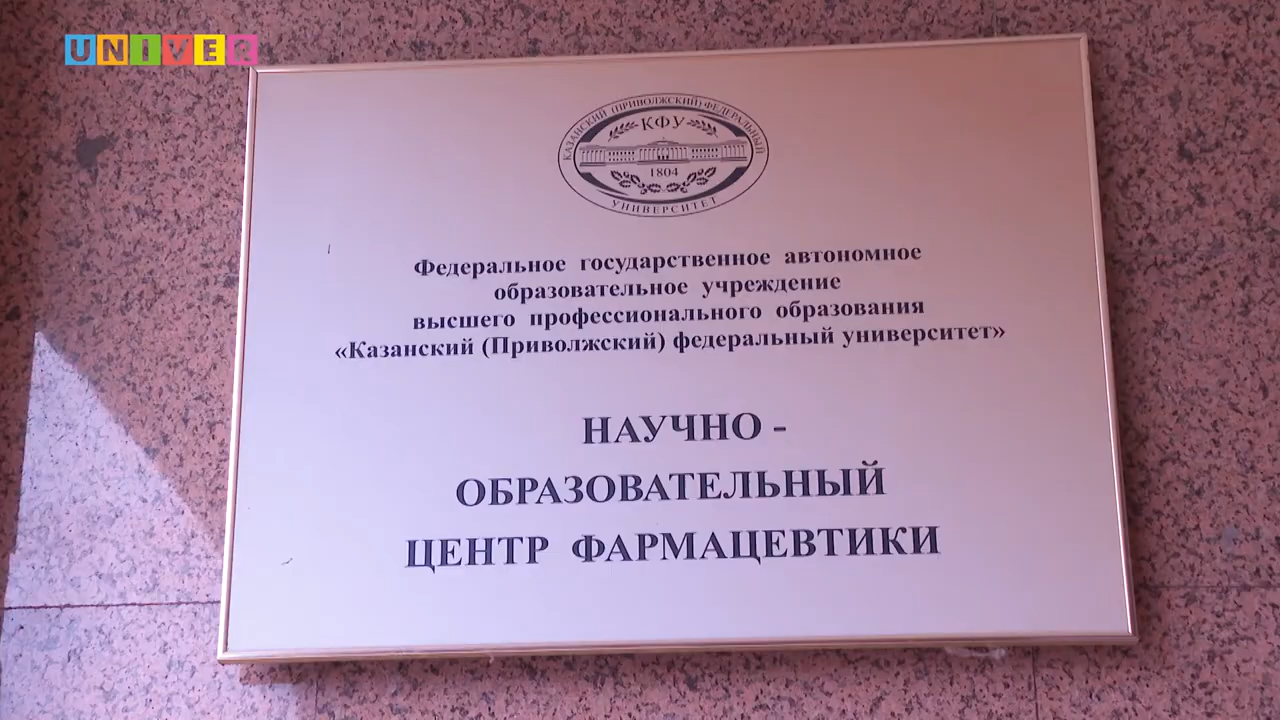 UNIVER
КАЗАНСКИЙ (ПРИВОЛЖСКИЙ) ФЕДЕРАЛЬНЫЙ
КФУ
1804
УНИВЕРСИТЕТ
Федеральное государственное автономное
образовательное учреждение
высшего профессионального образования
«Казанский (Приволжский) федеральный университет»
НАУЧНО -
ОБРАЗОВАТЕЛЬНЫЙ
ЦЕНТР ФАРМАЦЕВТИКИ